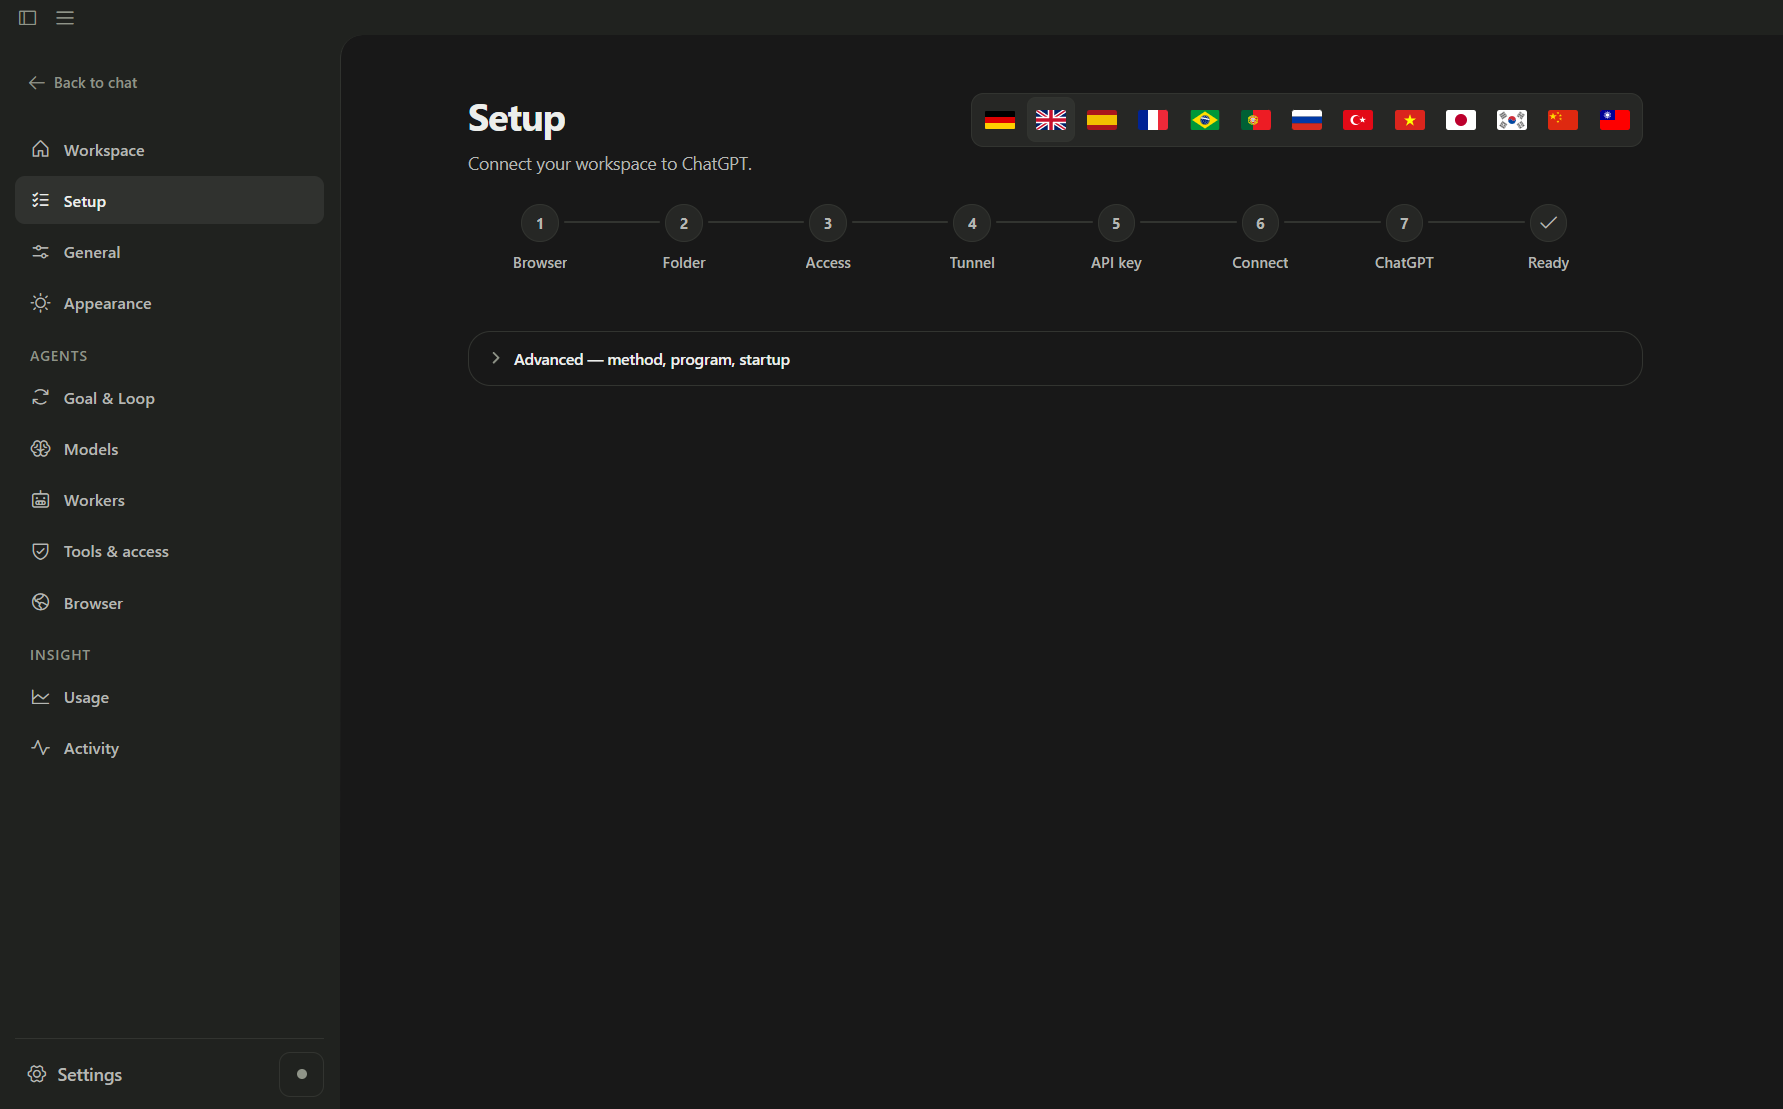 Back to chat
Workspace
Setup
General
Appearance
AGENTS
Goal & Loop
Models
Workers
Tools & access
Browser
INSIGHT
Usage
Activity
Settings
Setup
Connect your workspace to ChatGPT.
1
2
3
4
5
6
7
Browser
Folder
Access
Tunnel
API key
Connect
ChatGPT
Ready
Advanced — method, program, startup